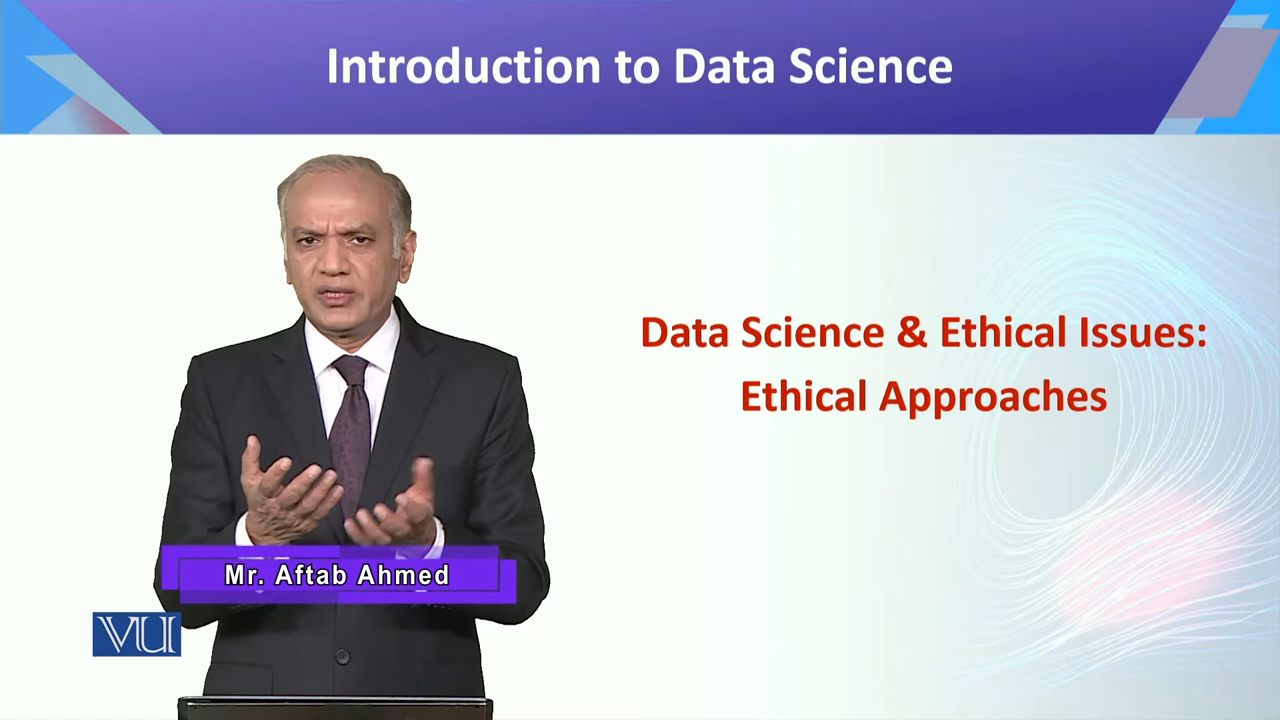 Introduction to Data Science
Data Science & Ethical Issues:
Ethical Approaches
Mr. Aftab Ahmed
VU